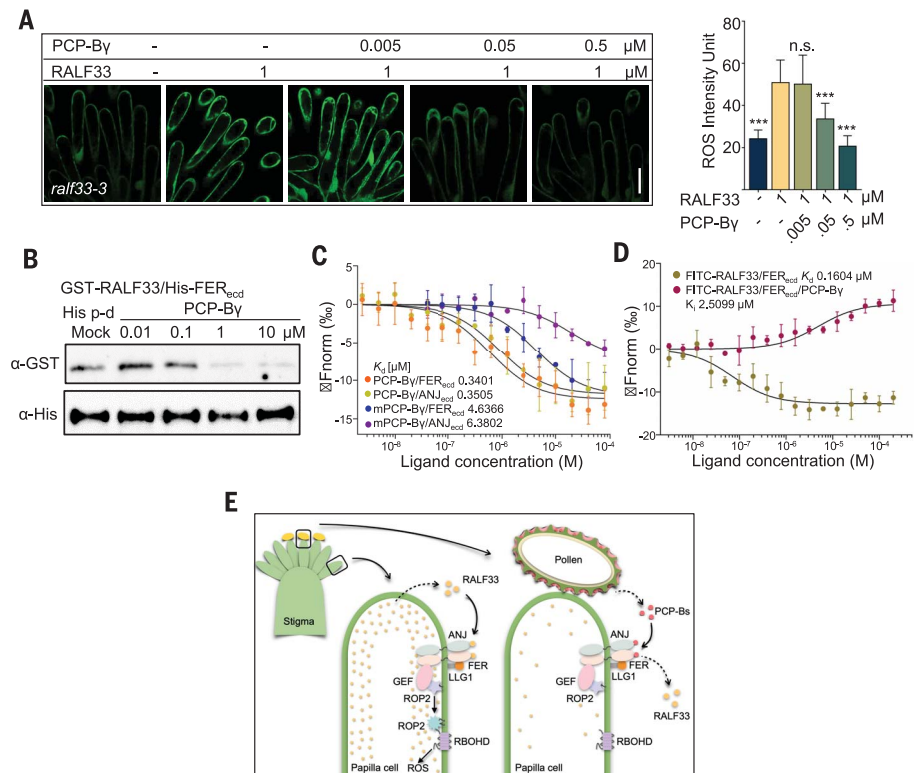 A
PCP-Bγ - - 0.005 0.05 0.5 μM
RALF33 - 1 1 1 1 μM
ralf33-3
ROS Intensity Unit
80
60
40
20
*** n.s. *** ***
RALF33 - 1 1 1 1 μM
PCP-Bγ - - .005 .05 .5 μM
B
GST-RALF33/His-FERecd
His p-d PCP-Bγ
Mock 0.01 0.1 1 10 μM
α-GST
α-His
C
5
0
-5
-10
-15
△Fnorm (‰)
Kd [μM]
PCP-Bγ/FERecd 0.3401
PCP-Bγ/ANJecd 0.3505
mPCP-Bγ/FERecd 4.6366
mPCP-Bγ/ANJecd 6.3802
10⁻⁸ 10⁻⁷ 10⁻⁶ 10⁻⁵ 10⁻⁴
Ligand concentration (M)
D
FITC-RALF33/FERecd Kd 0.1604 μM
FITC-RALF33/FERecd/PCP-Bγ
Ki 2.5099 μM
20
10
0
-10
-20
Fnorm (‰)
10⁻⁸ 10⁻⁷ 10⁻⁶ 10⁻⁵ 10⁻⁴
Ligand concentration (M)
E
Stigma
RALF33
ANJ
FER
LLG1
GEF
ROP2
ROP2
RBOHD
ROS
Papilla cell
Pollen
PCP-Bs
ANJ
FER
LLG1
GEF
ROP2
RALF33
RBOHD
Papilla cell